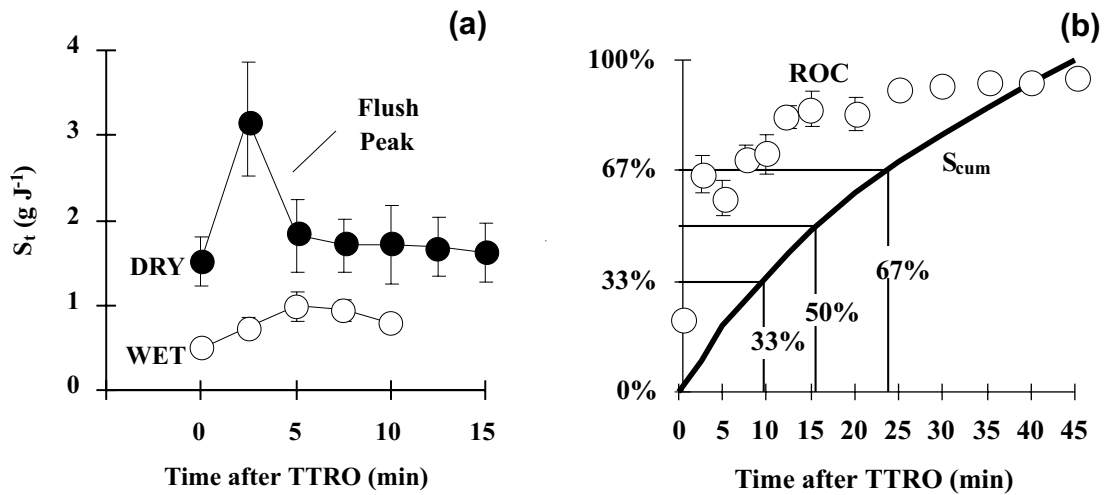 (a)
4
3
2
1
0
S_t (g J⁻¹)
Flush
Peak
DRY
WET
0
5
10
15
Time after TTRO (min)
(b)
100%
67%
33%
0%
ROC
S_cum
67%
50%
33%
0
5
10
15
20
25
30
35
40
45
Time after TTRO (min)